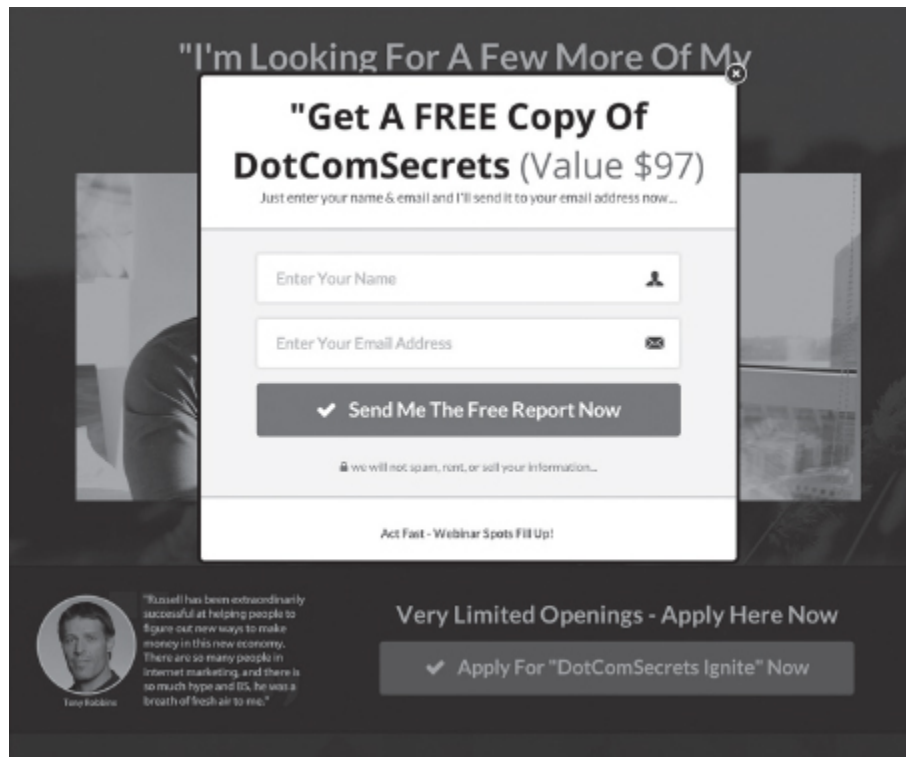 "I'm Looking For A Few More Of My
"Get A FREE Copy Of
DotComSecrets (Value $97)
Just enter your name & email and I'll send it to your email address now...
Enter Your Name
Enter Your Email Address
Send Me The Free Report Now
we will not spam, rent, or sell your information...
Act Fast - Webinar Spots Fill Up!
"Russell has been extraordinarily
successful at helping people to
figure out new ways to make
money in this new economy.
There are so many people in
internet marketing, and there is
so much hype and BS, he was a
breath of fresh air to me."
Tony Robbins
Very Limited Openings - Apply Here Now
Apply For "DotComSecrets Ignite" Now